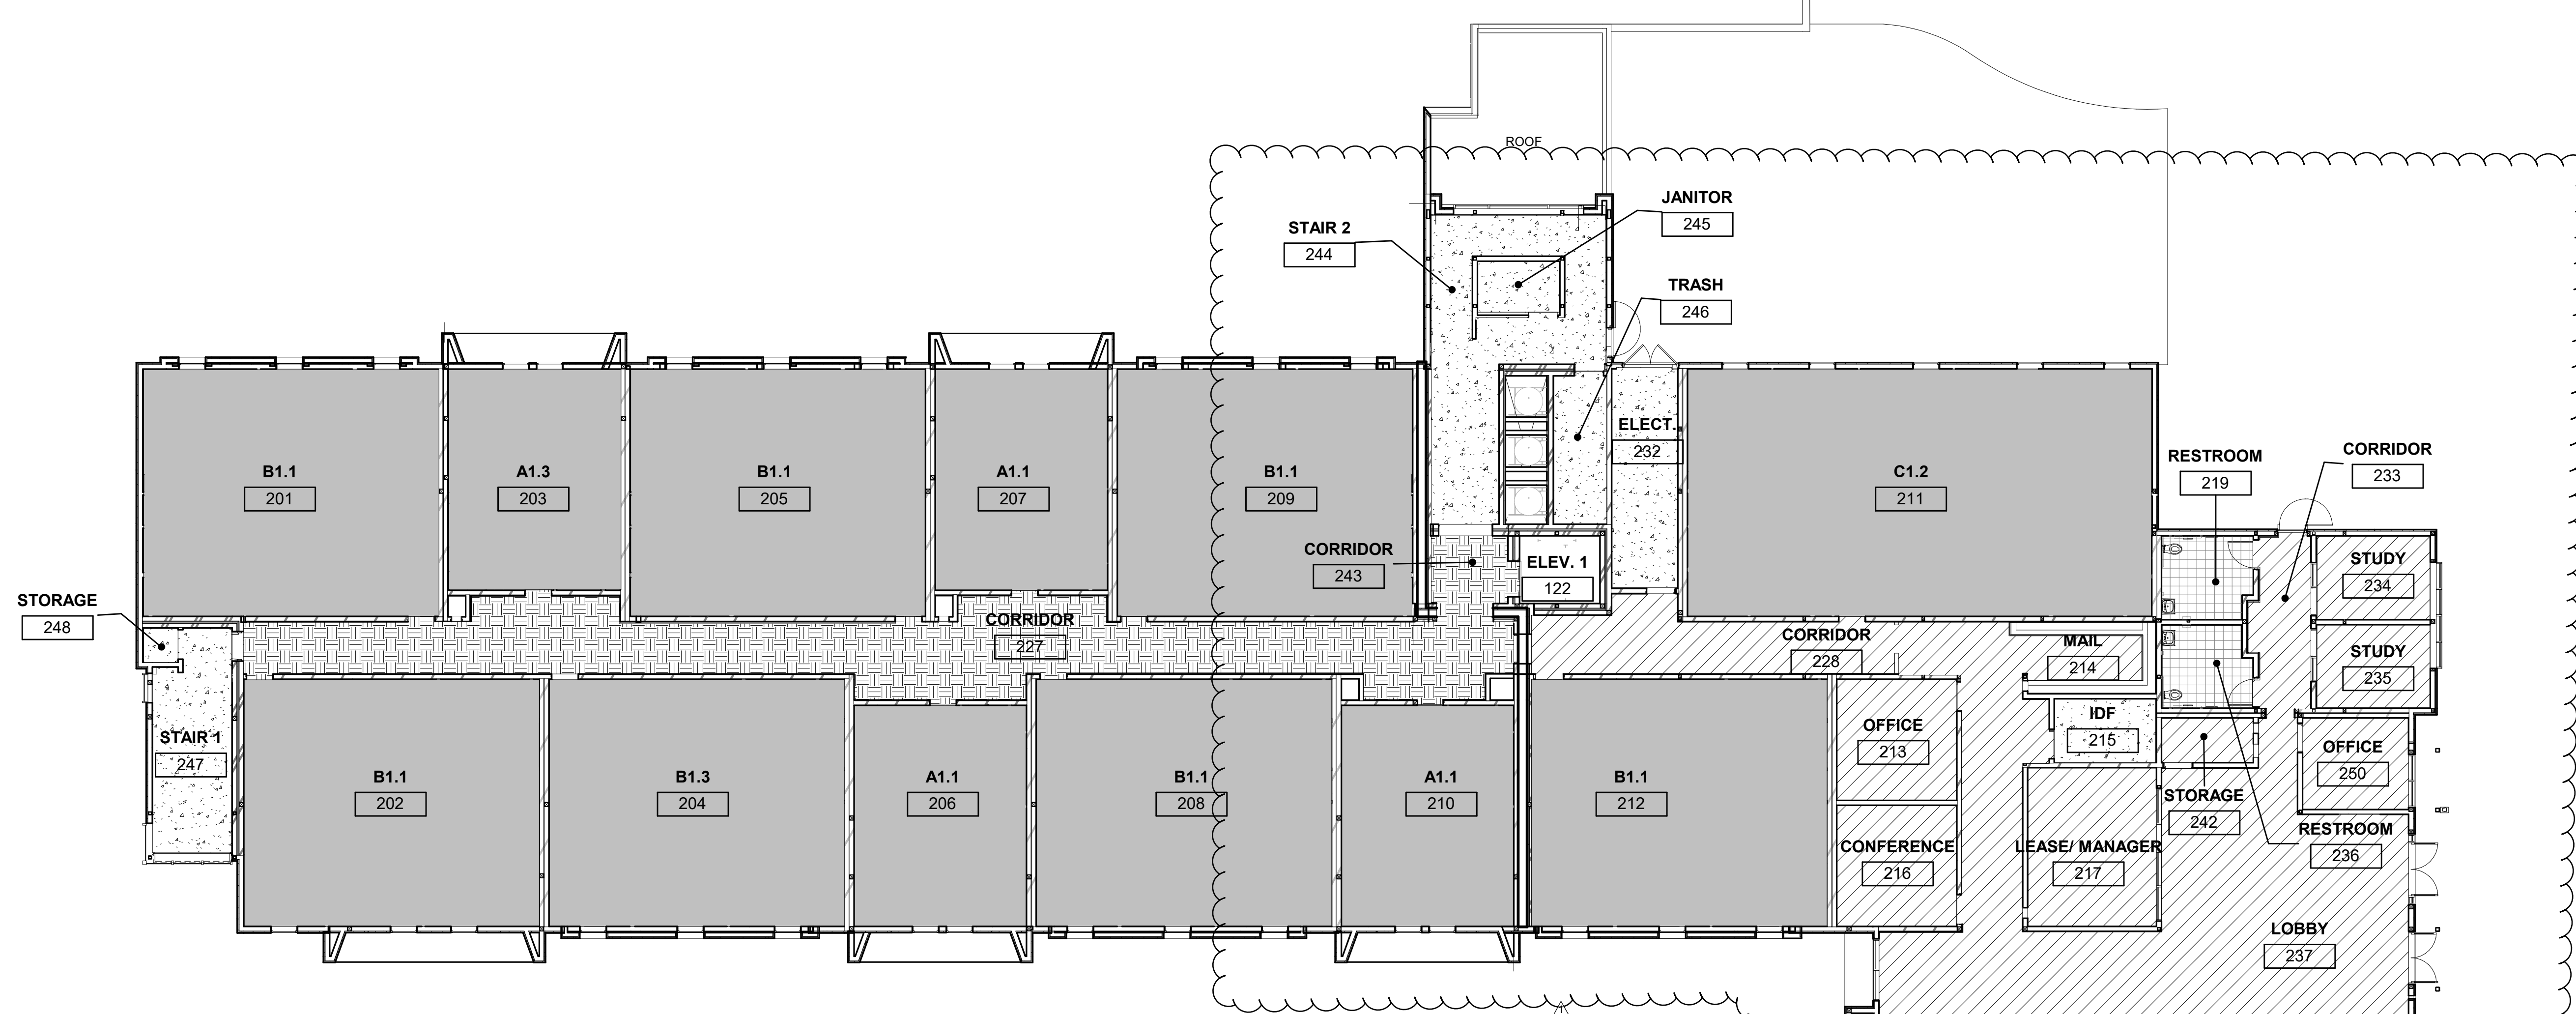 ROOF
JANITOR
245
STAIR 2
244
TRASH
246
ELECT.
232
B1.1
201
A1.3
203
B1.1
205
A1.1
207
B1.1
209
C1.2
211
RESTROOM
219
CORRIDOR
233
CORRIDOR
243
ELEV. 1
122
STUDY
234
STORAGE
248
CORRIDOR
227
CORRIDOR
228
MAIL
214
STUDY
235
STAIR 1
247
B1.1
202
B1.3
204
A1.1
206
B1.1
208
A1.1
210
B1.1
212
OFFICE
213
IDF
215
OFFICE
250
STORAGE
242
CONFERENCE
216
LEASE/ MANAGER
217
RESTROOM
236
LOBBY
237